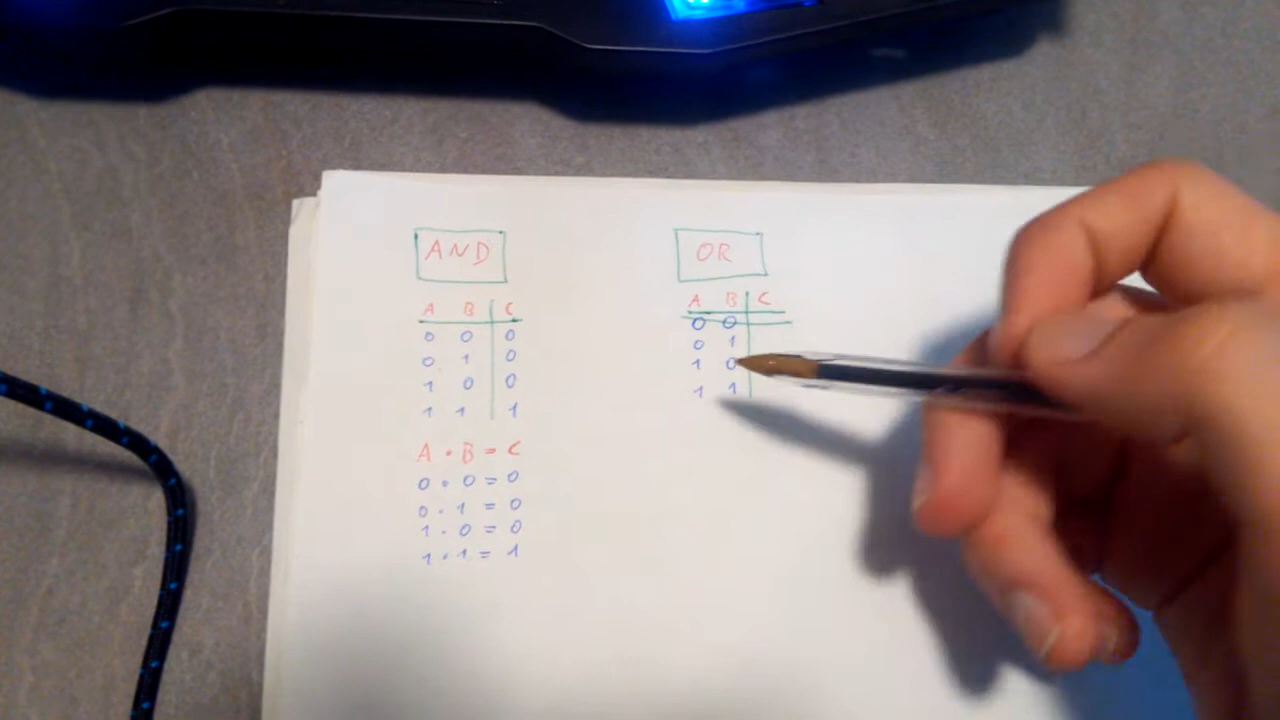 AND
A B C
0 0 0
0 1 0
1 0 0
1 1 1
A · B = C
0 · 0 = 0
0 · 1 = 0
1 · 0 = 0
1 · 1 = 1
OR
A B C
0 0
0 1
1 0
1 1